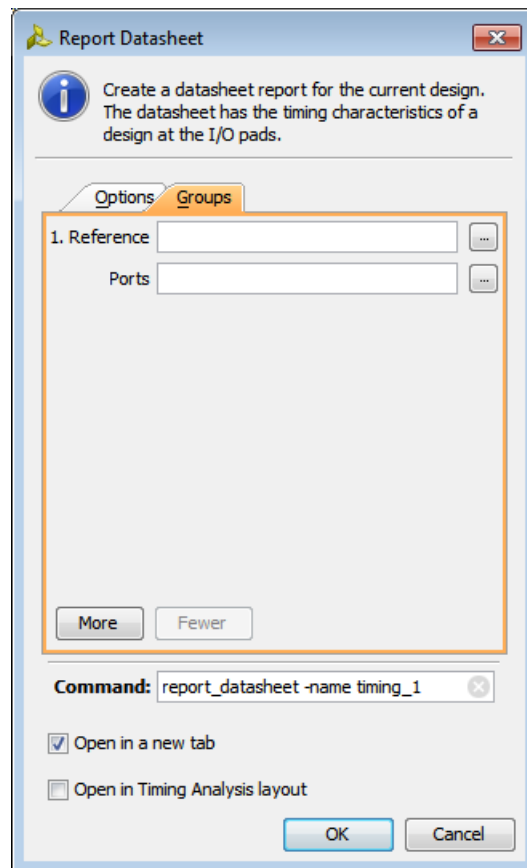 Report Datasheet
Create a datasheet report for the current design.
The datasheet has the timing characteristics of a
design at the I/O pads.
Options Groups
1. Reference ...
Ports ...
More Fewer
Command: report_datasheet -name timing_1
Open in a new tab
Open in Timing Analysis layout
OK Cancel